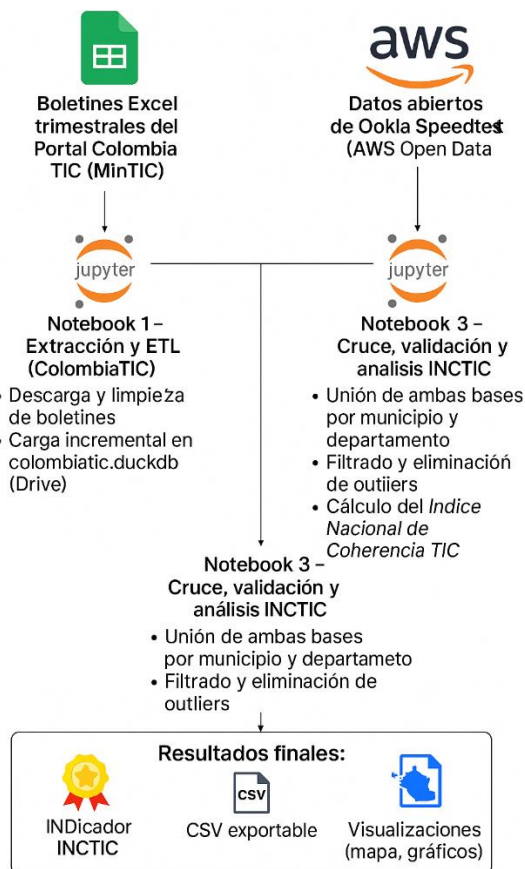 aws
Boletines Excel
trimestrales del
Portal Colombia
TIC (MinTIC)
Datos abiertos
de Ookla Speedtest
(AWS Open Data
jupyter
jupyter
Notebook 1 –
Extracción y ETL
(ColombiaTIC)
• Descarga y limpieza
de boletines
• Carga incremental en
colombiatic.duckdb
(Drive)
Notebook 3 –
Cruce, validación y
analisis INCTIC
• Unión de ambas bases
por municipio y
departamento
• Filtrado y eliminación
de outiiers
• Cálculo del Indice
Nacional de
Coherencia TIC
Notebook 3 –
Cruce, validación y
análisis INCTIC
• Unión de ambas bases
por municipio y departameto
• Filtrado y eliminación de
outliers
Resultados finales:
INDicador
INCTIC
CSV
CSV exportable
Visualizaciones
(mapa, gráficos)